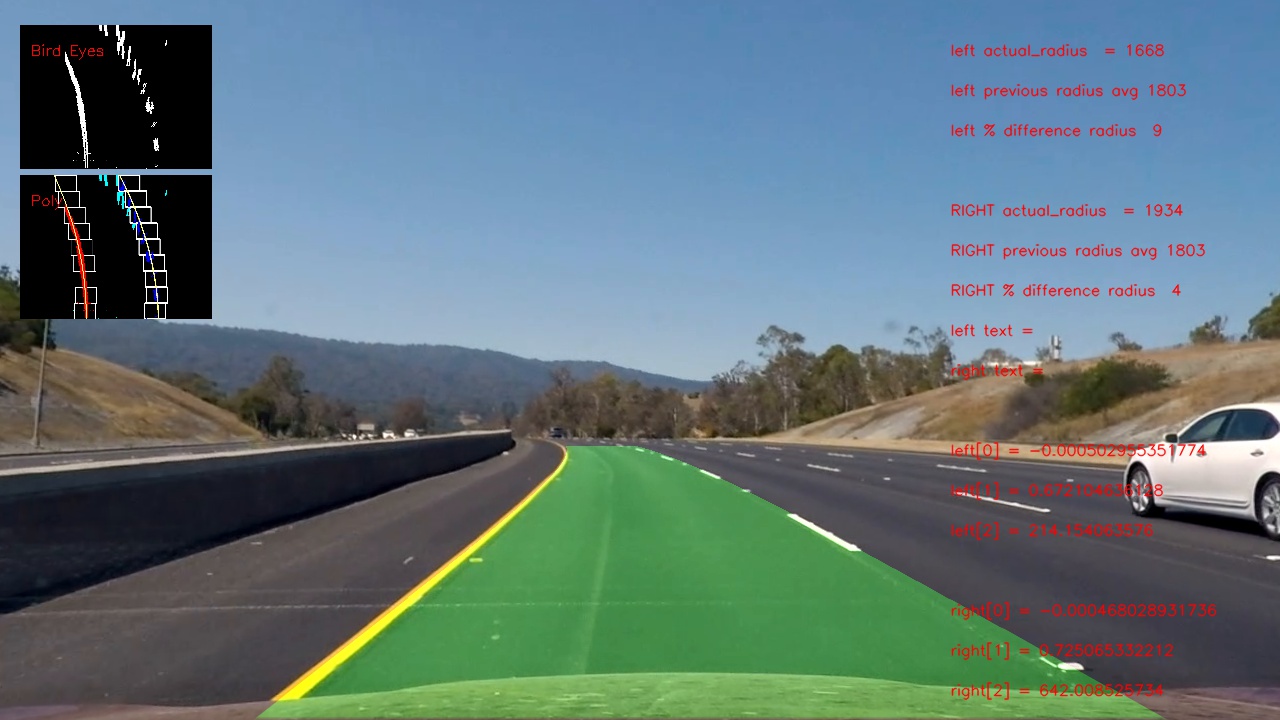 Bird Eyes
Poly
left actual_radius = 1668
left previous radius avg 1803
left % difference radius 9
RIGHT actual_radius = 1934
RIGHT previous radius avg 1803
RIGHT % difference radius 4
left text =
right text =
left[0] = -0.000502955351774
left[1] = 0.672104636128
left[2] = 214.154063576
right[0] = -0.000468028931736
right[1] = 0.725065332212
right[2] = 642.008525734